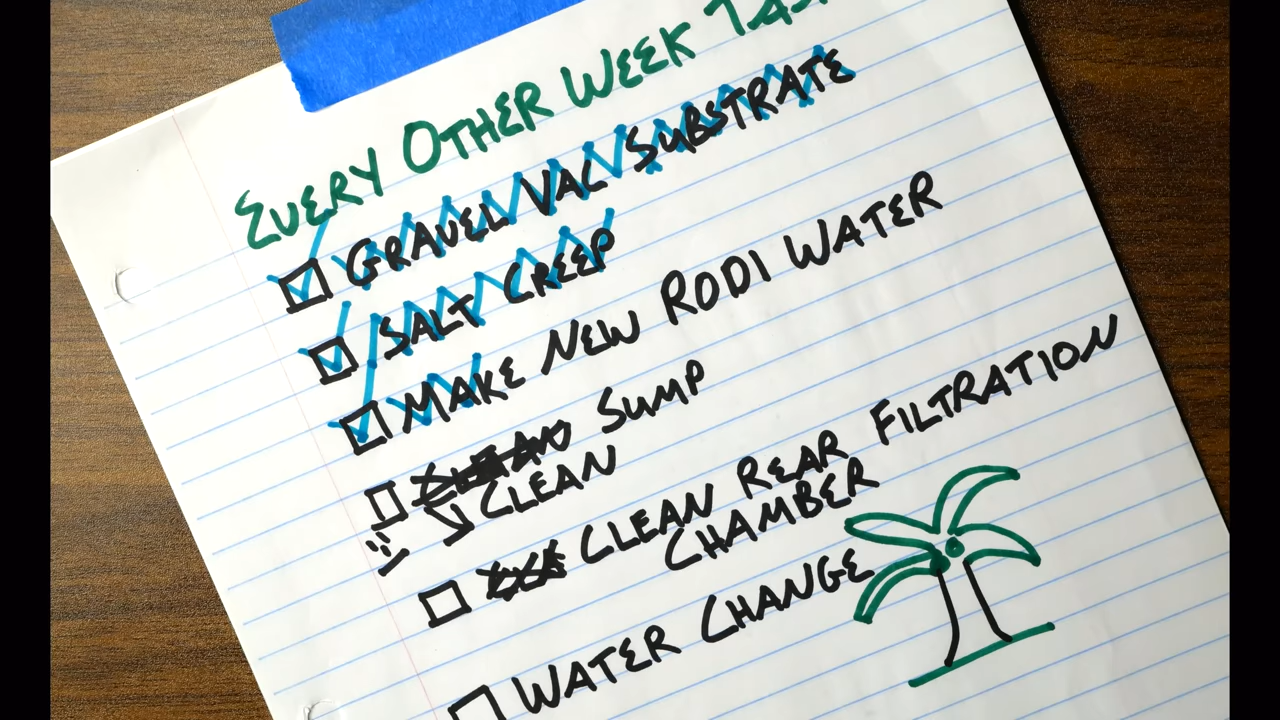 EVERY OTHER WEEK
GRAVEL VAC SUBSTRATE
SALT CREEP
MAKE NEW RODI WATER
SUMP
CLEAN
CLEAN REAR FILTRATION
CHAMBER
WATER CHANGE